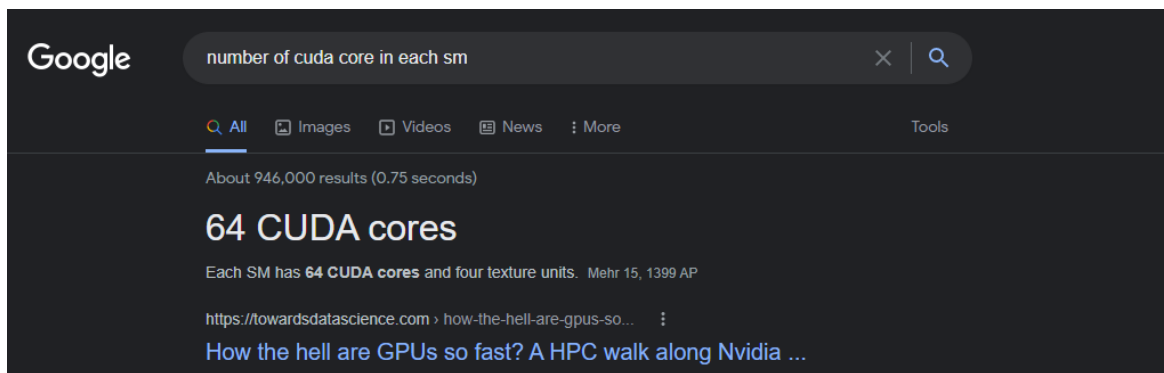 Google
number of cuda core in each sm
All Images Videos News More Tools
About 946,000 results (0.75 seconds)
64 CUDA cores
Each SM has 64 CUDA cores and four texture units. Mehr 15, 1399 AP
https://towardsdatascience.com › how-the-hell-are-gpus-so...
How the hell are GPUs so fast? A HPC walk along Nvidia ...